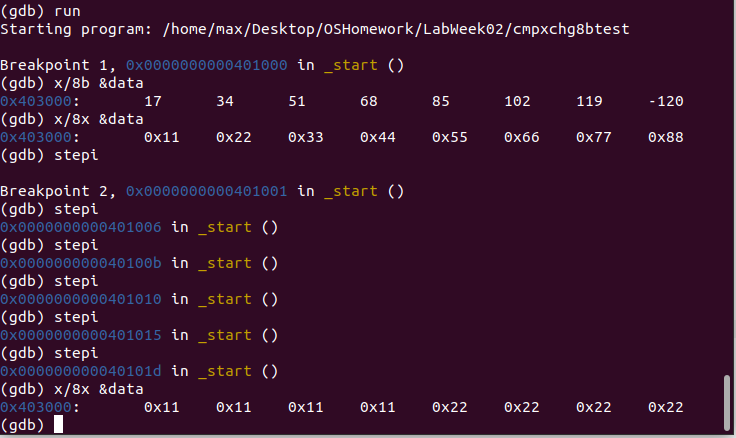 (gdb) run
Starting program: /home/max/Desktop/OSHomework/LabWeek02/cmpxchg8btest

Breakpoint 1, 0x0000000000401000 in _start ()
(gdb) x/8b &data
0x403000:	17	34	51	68	85	102	119	-120
(gdb) x/8x &data
0x403000:	0x11	0x22	0x33	0x44	0x55	0x66	0x77	0x88
(gdb) stepi

Breakpoint 2, 0x0000000000401001 in _start ()
(gdb) stepi
0x0000000000401006 in _start ()
(gdb) stepi
0x000000000040100b in _start ()
(gdb) stepi
0x0000000000401010 in _start ()
(gdb) stepi
0x0000000000401015 in _start ()
(gdb) stepi
0x000000000040101d in _start ()
(gdb) x/8x &data
0x403000:	0x11	0x11	0x11	0x11	0x22	0x22	0x22	0x22
(gdb)